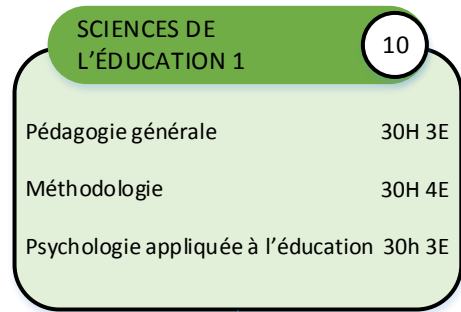 SCIENCES DE
L'ÉDUCATION 1
10
Pédagogie générale 30H 3E
Méthodologie 30H 4E
Psychologie appliquée à l'éducation 30h 3E